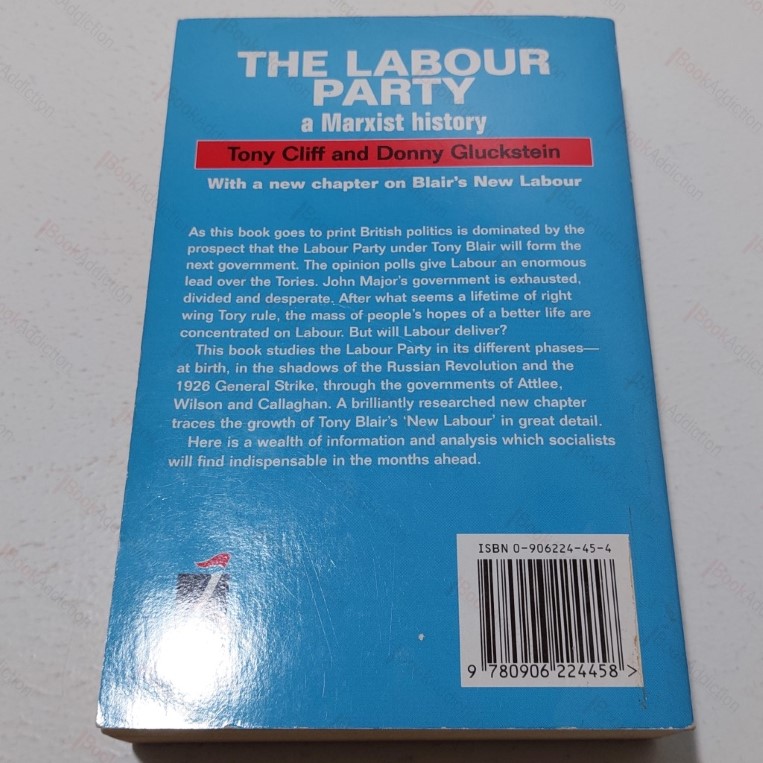 THE LABOUR
PARTY
a Marxist history
Tony Cliff and Donny Gluckstein
With a new chapter on Blair's New Labour
As this book goes to print British politics is dominated by the
prospect that the Labour Party under Tony Blair will form the
next government. The opinion polls give Labour an enormous
lead over the Tories. John Major's government is exhausted,
divided and desperate. After what seems a lifetime of right
wing Tory rule, the mass of people's hopes of a better life are
concentrated on Labour. But will Labour deliver?
This book studies the Labour Party in its different phases—
at birth, in the shadows of the Russian Revolution and the
1926 General Strike, through the governments of Attlee,
Wilson and Callaghan. A brilliantly researched new chapter
traces the growth of Tony Blair's 'New Labour' in great detail.
Here is a wealth of information and analysis which socialists
will find indispensable in the months ahead.
ISBN 0-906224-45-4
9 780906 224458 >
BookAddiction